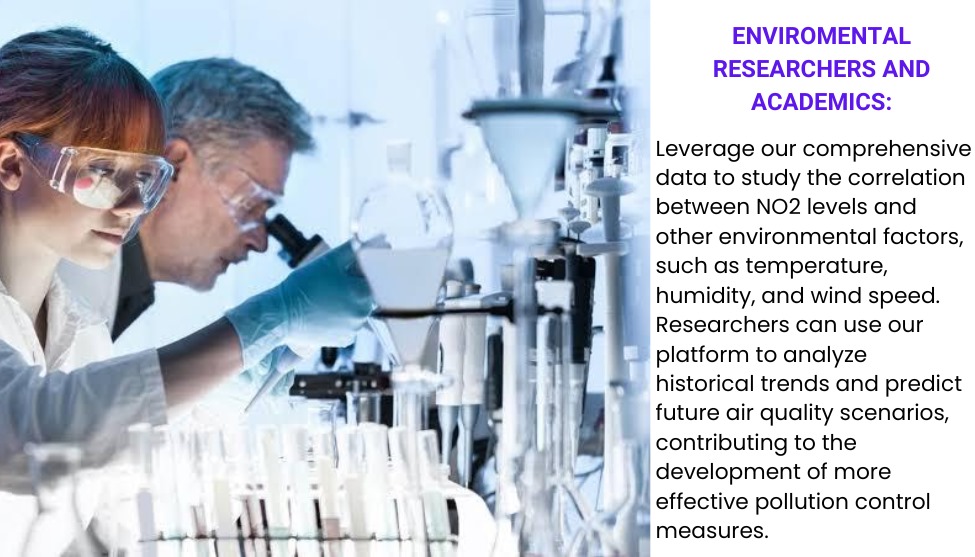 ENVIROMENTAL
RESEARCHERS AND
ACADEMICS:
Leverage our comprehensive
data to study the correlation
between NO2 levels and
other environmental factors,
such as temperature,
humidity, and wind speed.
Researchers can use our
platform to analyze
historical trends and predict
future air quality scenarios,
contributing to the
development of more
effective pollution control
measures.